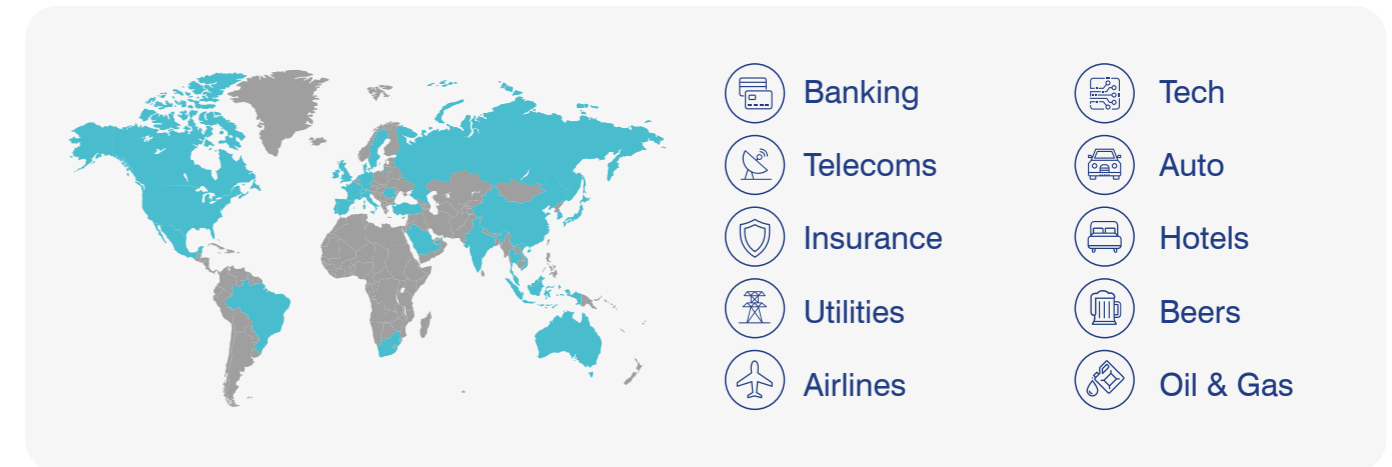 Banking
Telecoms
Insurance
Utilities
Airlines
Tech
Auto
Hotels
Beers
Oil & Gas